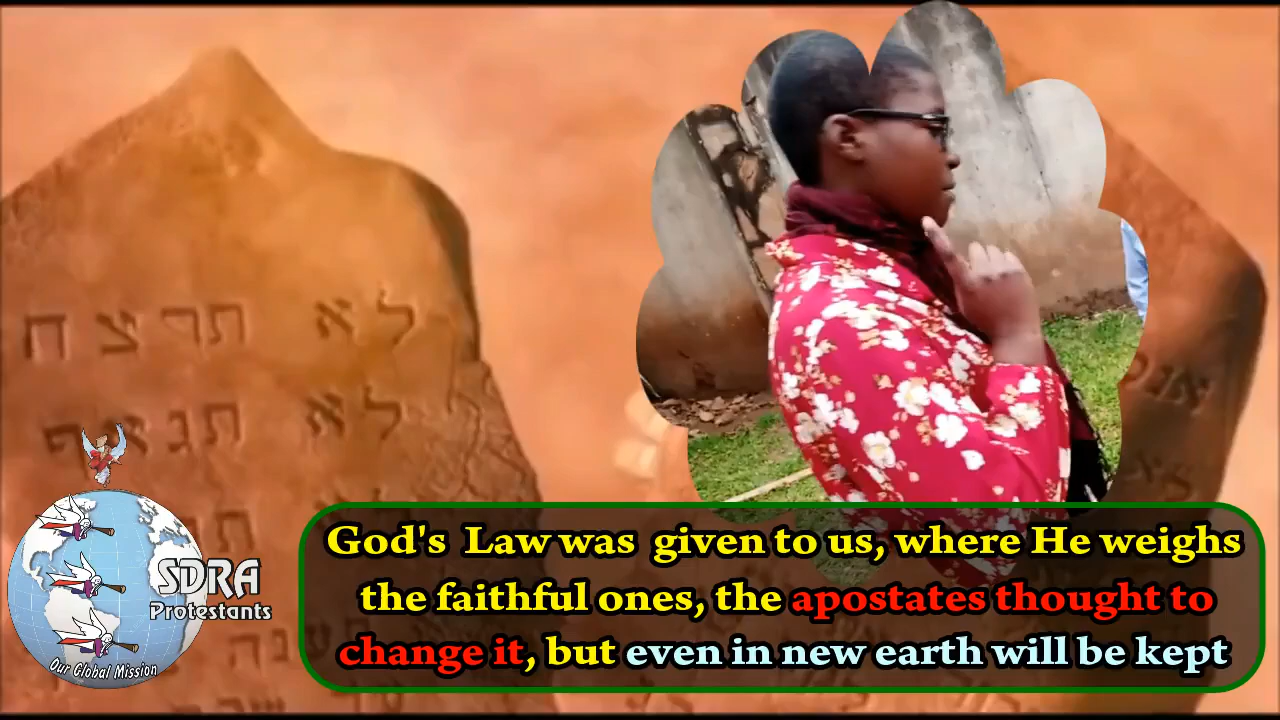 לא תרצח
לא תנאף
SDRA
Protestants
Our Global Mission
God's Law was given to us, where He weighs
the faithful ones, the apostates thought to
change it, but even in new earth will be kept